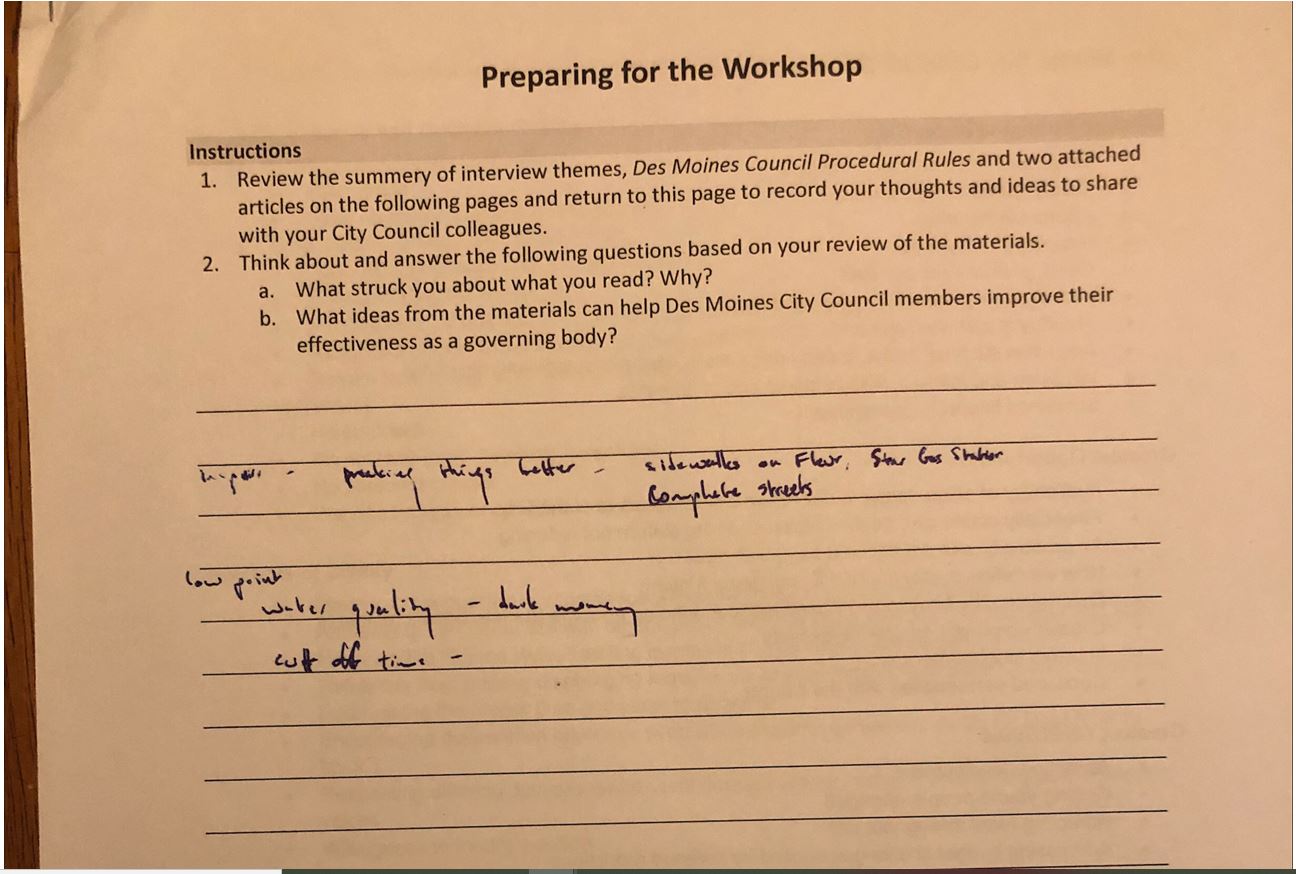 Preparing for the Workshop
Instructions
1. Review the summery of interview themes, Des Moines Council Procedural Rules and two attached
articles on the following pages and return to this page to record your thoughts and ideas to share
with your City Council colleagues.
2. Think about and answer the following questions based on your review of the materials.
a. What struck you about what you read? Why?
b. What ideas from the materials can help Des Moines City Council members improve their
effectiveness as a governing body?
- things better - sidewalks on Fleur, Star Gas Station
Complete streets
low point
water quality - dark money
cutt off time -